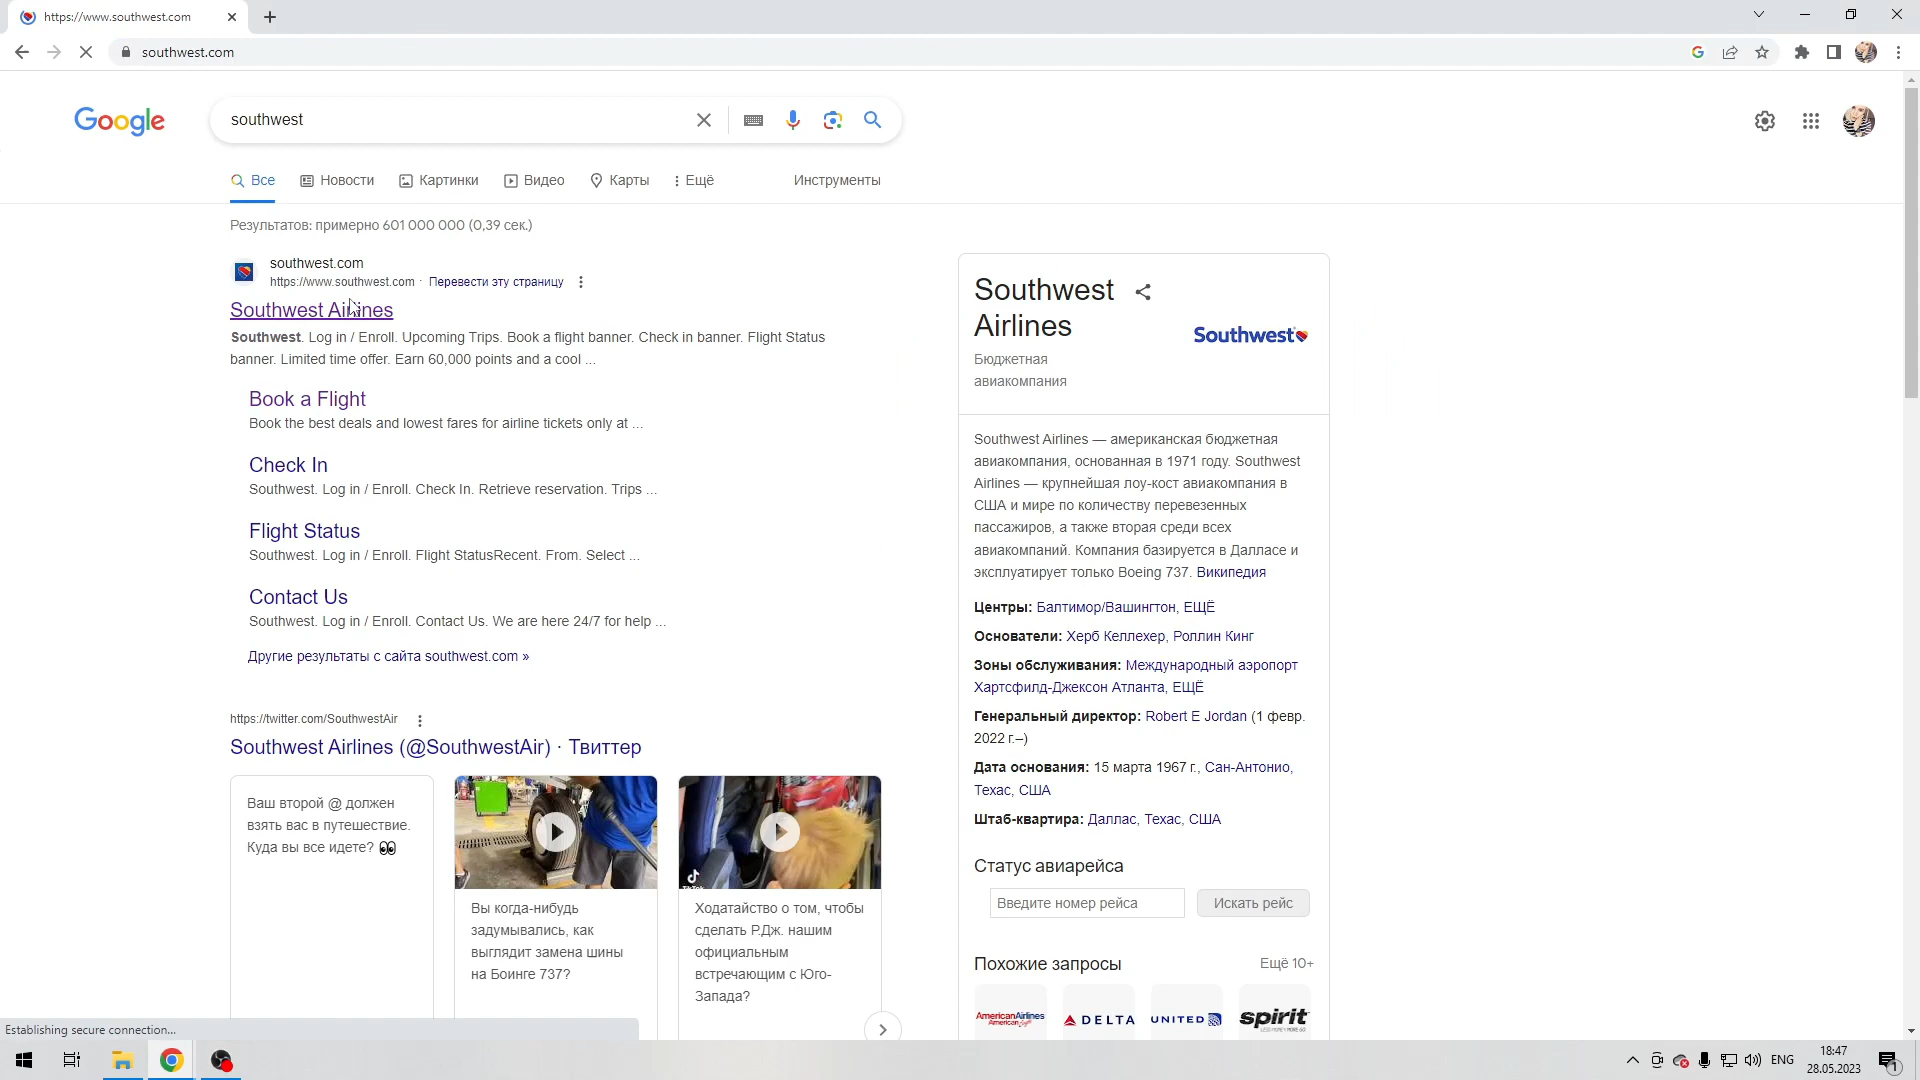 https://www.southwest.com
southwest.com
Google
southwest
Все
Новости
Картинки
Видео
Карты
Ещё
Инструменты
Результатов: примерно 601 000 000 (0,39 сек.)
southwest.com
https://www.southwest.com · Перевести эту страницу
Southwest Airlines
Southwest. Log in / Enroll. Upcoming Trips. Book a flight banner. Check in banner. Flight Status
banner. Limited time offer. Earn 60,000 points and a cool ...
Book a Flight
Book the best deals and lowest fares for airline tickets only at ...
Check In
Southwest. Log in / Enroll. Check In. Retrieve reservation. Trips ...
Flight Status
Southwest. Log in / Enroll. Flight StatusRecent. From. Select ...
Contact Us
Southwest. Log in / Enroll. Contact Us. We are here 24/7 for help ...
Другие результаты с сайта southwest.com »
https://twitter.com/SouthwestAir
Southwest Airlines (@SouthwestAir) · Твиттер
Ваш второй @ должен
взять вас в путешествие.
Куда вы все идете? 👀
Вы когда-нибудь
задумывались, как
выглядит замена шины
на Боинге 737?
TikTok
Ходатайство о том, чтобы
сделать Р.Дж. нашим
официальным
встречающим с Юго-
Запада?
Southwest
Airlines
Southwest
Бюджетная
авиакомпания
Southwest Airlines — американская бюджетная
авиакомпания, основанная в 1971 году. Southwest
Airlines — крупнейшая лоу-кост авиакомпания в
США и мире по количеству перевезенных
пассажиров, а также вторая среди всех
авиакомпаний. Компания базируется в Далласе и
эксплуатирует только Boeing 737. Википедия
Центры: Балтимор/Вашингтон, ЕЩЁ
Основатели: Херб Келлехер, Роллин Кинг
Зоны обслуживания: Международный аэропорт
Хартсфилд-Джексон Атланта, ЕЩЁ
Генеральный директор: Robert E Jordan (1 февр.
2022 г.–)
Дата основания: 15 марта 1967 г., Сан-Антонио,
Техас, США
Штаб-квартира: Даллас, Техас, США
Статус авиарейса
Введите номер рейса
Искать рейс
Похожие запросы
Ещё 10+
AmericanAirlines
DELTA
UNITED
spirit
Establishing secure connection...
ENG
18:47
28.05.2023
1